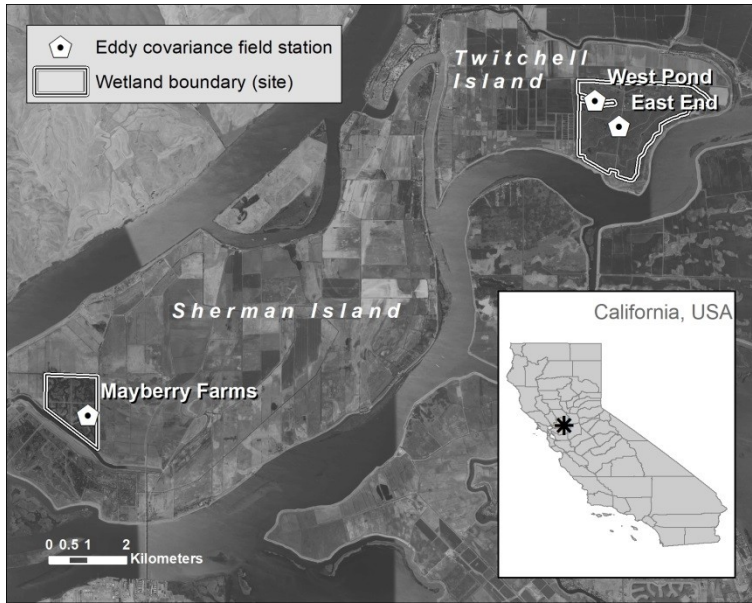 Eddy covariance field station
Wetland boundary (site)
Twitchell
Island
West Pond
East End
Sherman Island
Mayberry Farms
California, USA
0 0.5 1 2
Kilometers